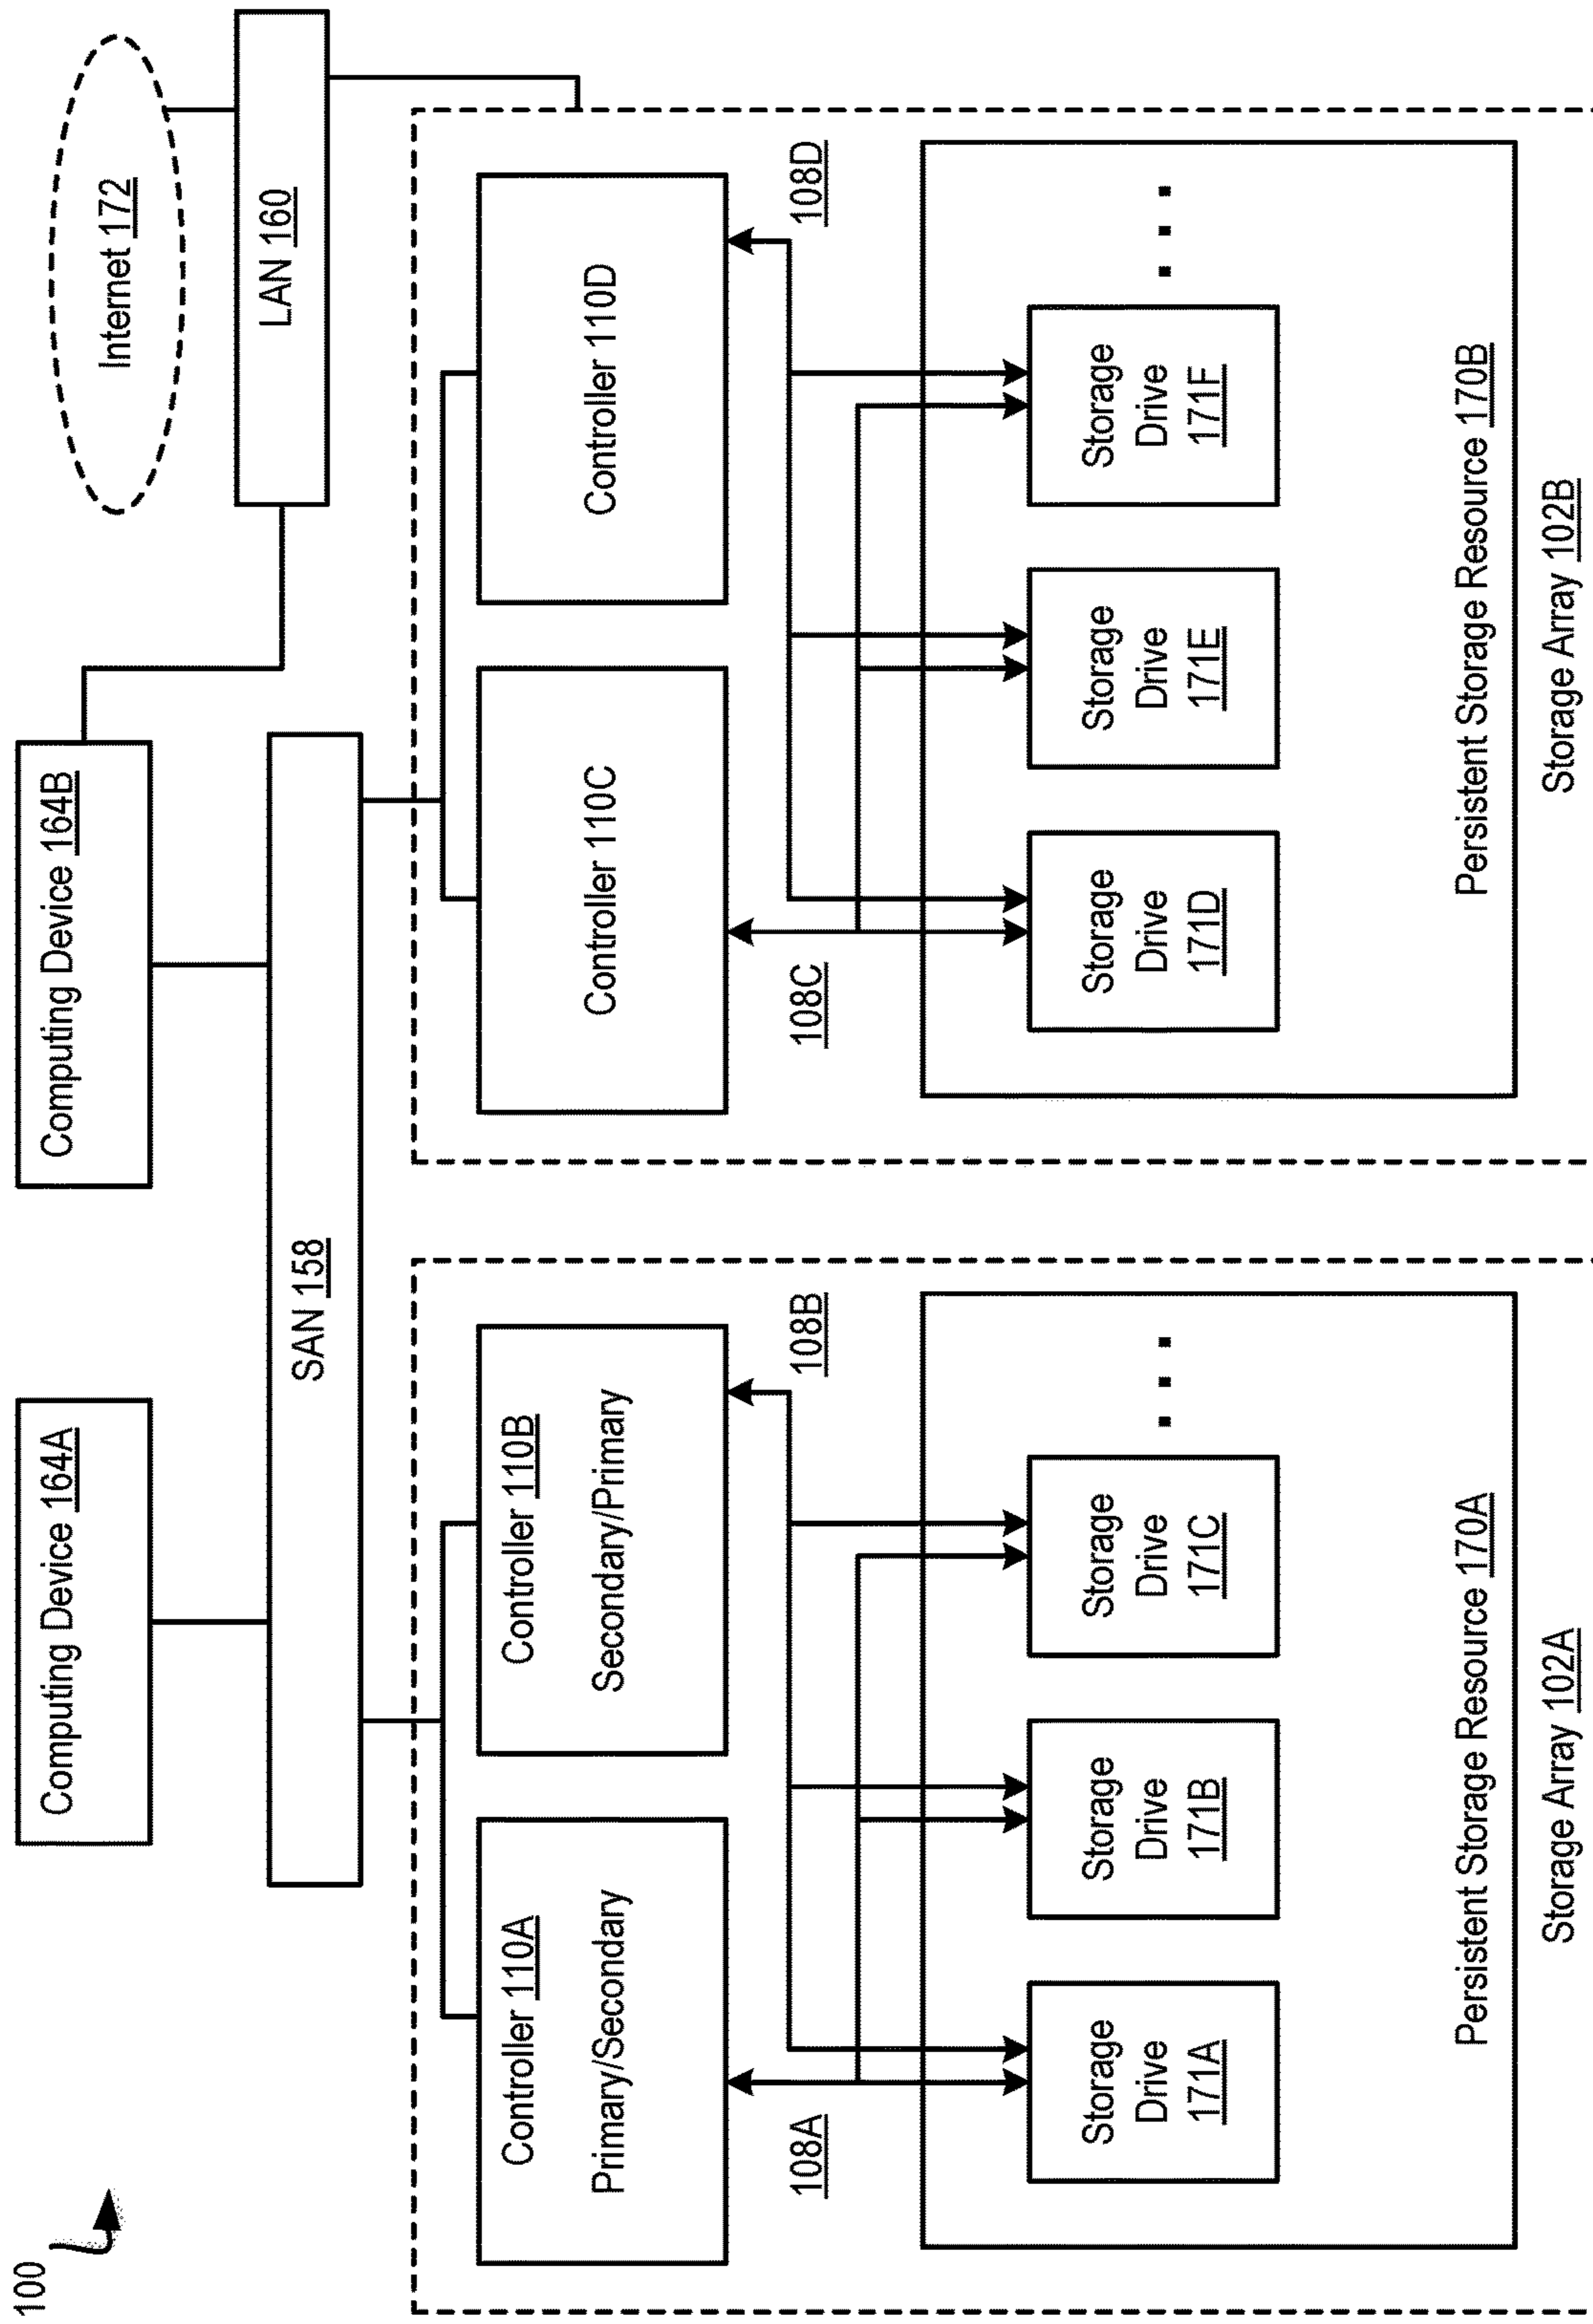 100
Computing Device 164A
Computing Device 164B
Internet 172
SAN 158
LAN 160
Controller 110A
Primary/Secondary
Controller 110B
Secondary/Primary
Controller 110C
Controller 110D
108A
108B
108C
108D
Storage
Drive
171A
Storage
Drive
171B
Storage
Drive
171C
Storage
Drive
171D
Storage
Drive
171E
Storage
Drive
171F
Persistent Storage Resource 170A
Persistent Storage Resource 170B
Storage Array 102A
Storage Array 102B